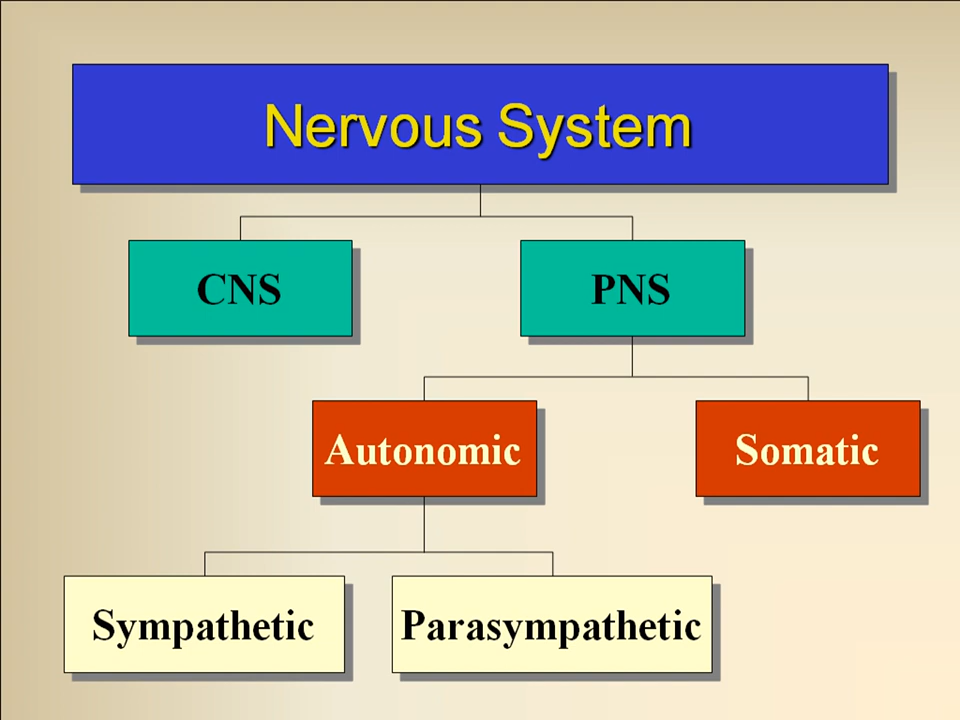 Nervous System
CNS
PNS
Autonomic
Somatic
Sympathetic
Parasympathetic